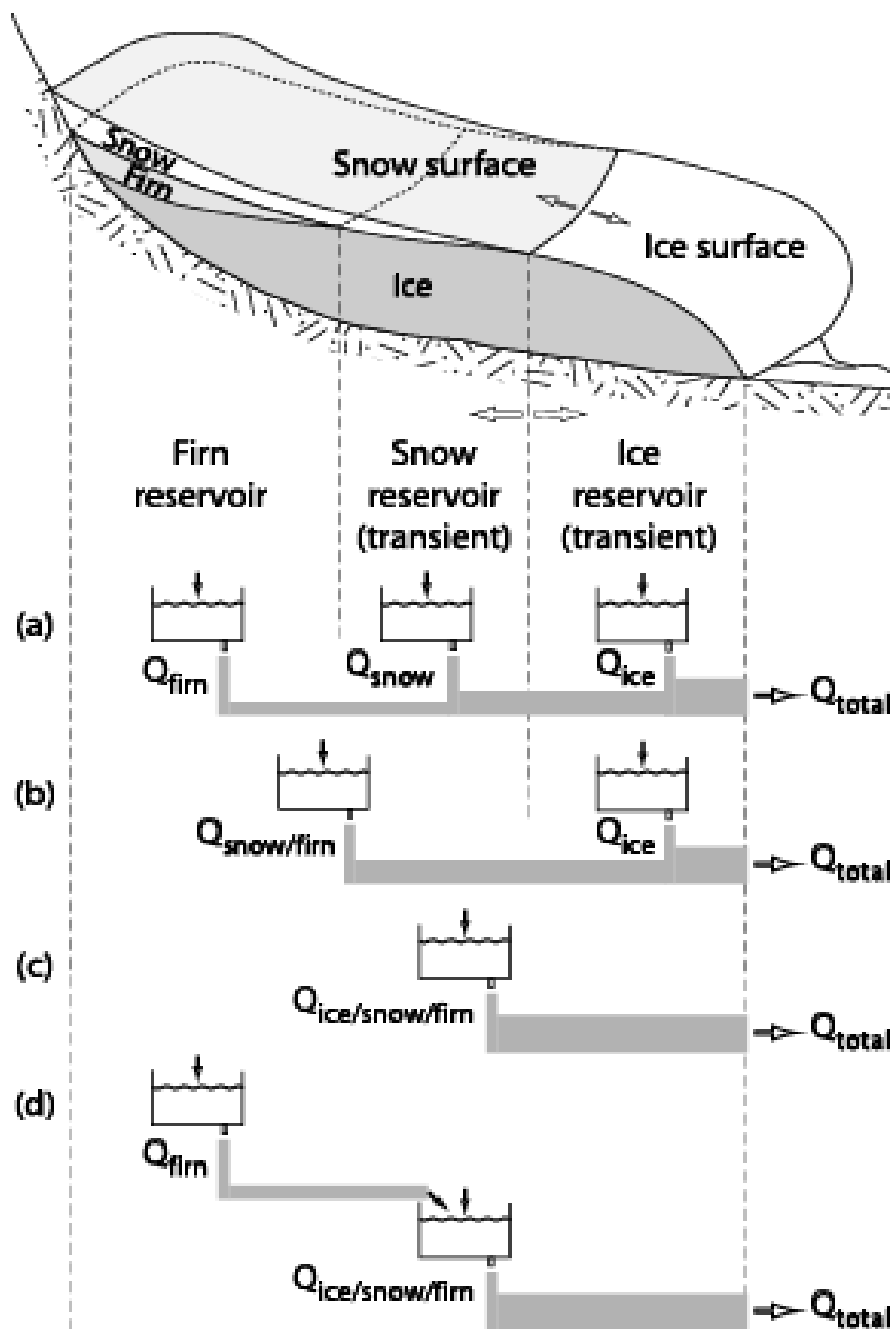 Snow
Firn
Snow surface
Ice surface
Ice
Firn
reservoir
Snow
reservoir
(transient)
Ice
reservoir
(transient)
(a)
Qfirn
Qsnow
Qice
Qtotal
(b)
Qsnow/firn
Qice
Qtotal
(c)
Qice/snow/firn
Qtotal
(d)
Qfirn
Qice/snow/firn
Qtotal